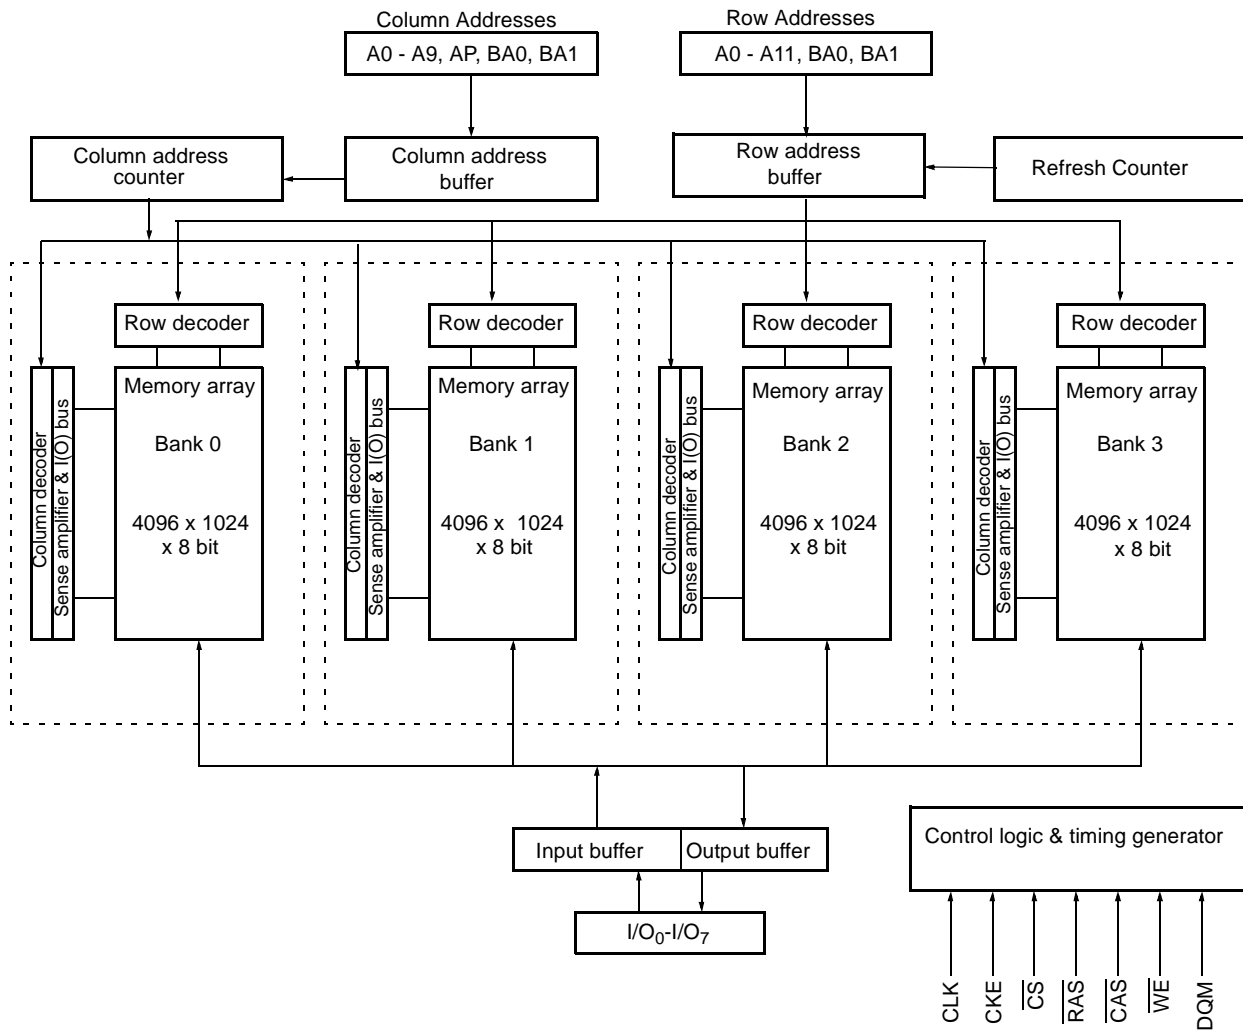 Column Addresses
Row Addresses
A0 - A9, AP, BA0, BA1
A0 - A11, BA0, BA1
Column address
counter
Column address
buffer
Row address
buffer
Refresh Counter
Row decoder
Row decoder
Row decoder
Row decoder
Column decoder
Sense amplifier & I(O) bus
Memory array
Bank 0
4096 x 1024
x 8 bit
Column decoder
Sense amplifier & I(O) bus
Memory array
Bank 1
4096 x 1024
x 8 bit
Column decoder
Sense amplifier & I(O) bus
Memory array
Bank 2
4096 x 1024
x 8 bit
Column decoder
Sense amplifier & I(O) bus
Memory array
Bank 3
4096 x 1024
x 8 bit
Input buffer
Output buffer
I/O₀-I/O₇
Control logic & timing generator
CLK
CKE
C̅S̅
R̅A̅S̅
C̅A̅S̅
W̅E̅
DQM